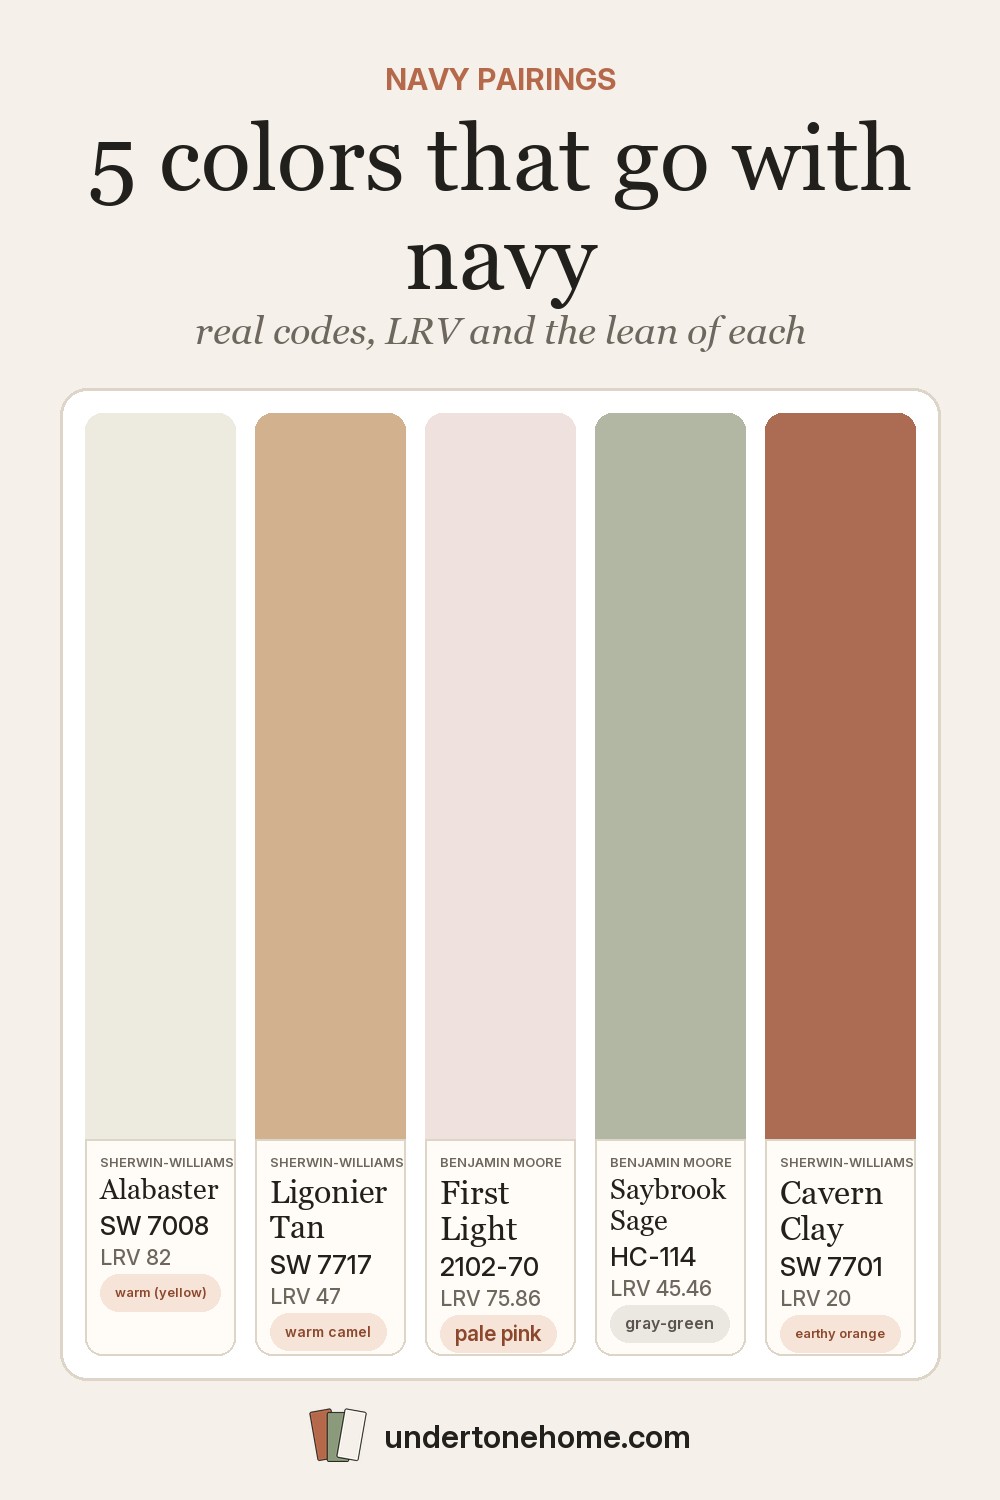 NAVY PAIRINGS
5 colors that go with
navy
real codes, LRV and the lean of each
SHERWIN-WILLIAMS
Alabaster
SW 7008
LRV 82
warm (yellow)
SHERWIN-WILLIAMS
Ligonier
Tan
SW 7717
LRV 47
warm camel
BENJAMIN MOORE
First
Light
2102-70
LRV 75.86
pale pink
BENJAMIN MOORE
Saybrook
Sage
HC-114
LRV 45.46
gray-green
SHERWIN-WILLIAMS
Cavern
Clay
SW 7701
LRV 20
earthy orange
undertonehome.com